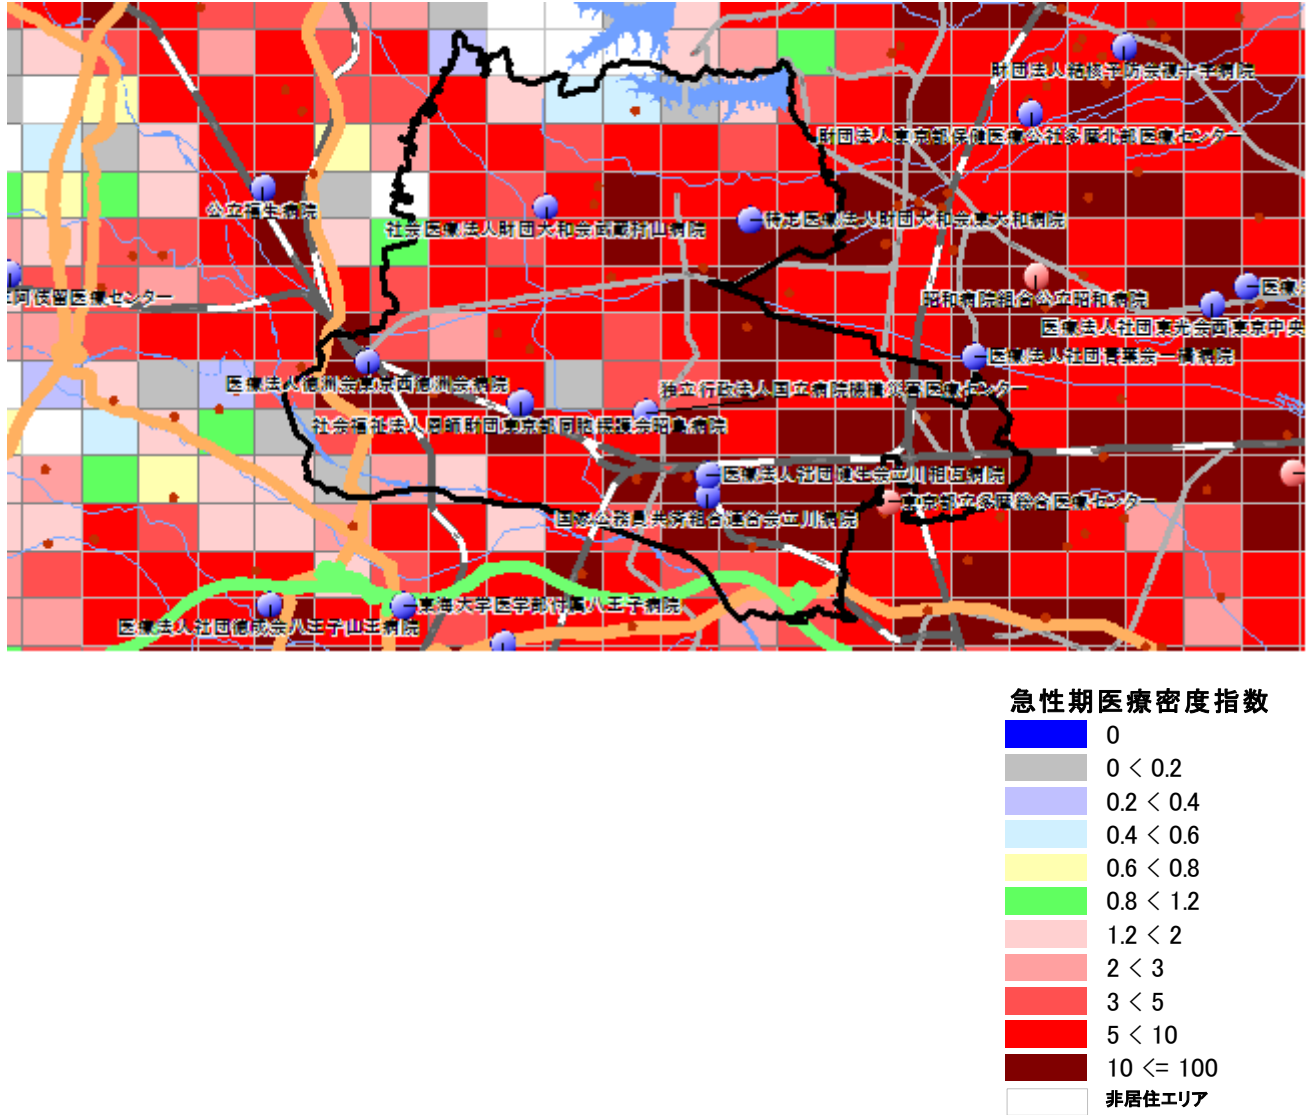 財団法人結核予防会複十字病院
財団法人東京都保健医療公社多摩北部医療センター
公立福生病院
社会医療法人財団大和会武蔵村山病院
特定医療法人財団大和会東大和病院
阿伎留医療センター
昭和病院組合公立昭和病院
医療法人社団東光会西東京中央
医療法人社団青葉会一橋病院
医療法人徳洲会東京西徳洲会病院
独立行政法人国立病院機構災害医療センター
社会福祉法人恩賜財団東京都同胞援護会昭島病院
医療法人社団健生会立川相互病院
東京都立多摩総合医療センター
国家公務員共済組合連合会立川病院
東海大学医学部付属八王子病院
医療法人社団徳成会八王子山王病院
急性期医療密度指数
0
0 < 0.2
0.2 < 0.4
0.4 < 0.6
0.6 < 0.8
0.8 < 1.2
1.2 < 2
2 < 3
3 < 5
5 < 10
10 <= 100
非居住エリア